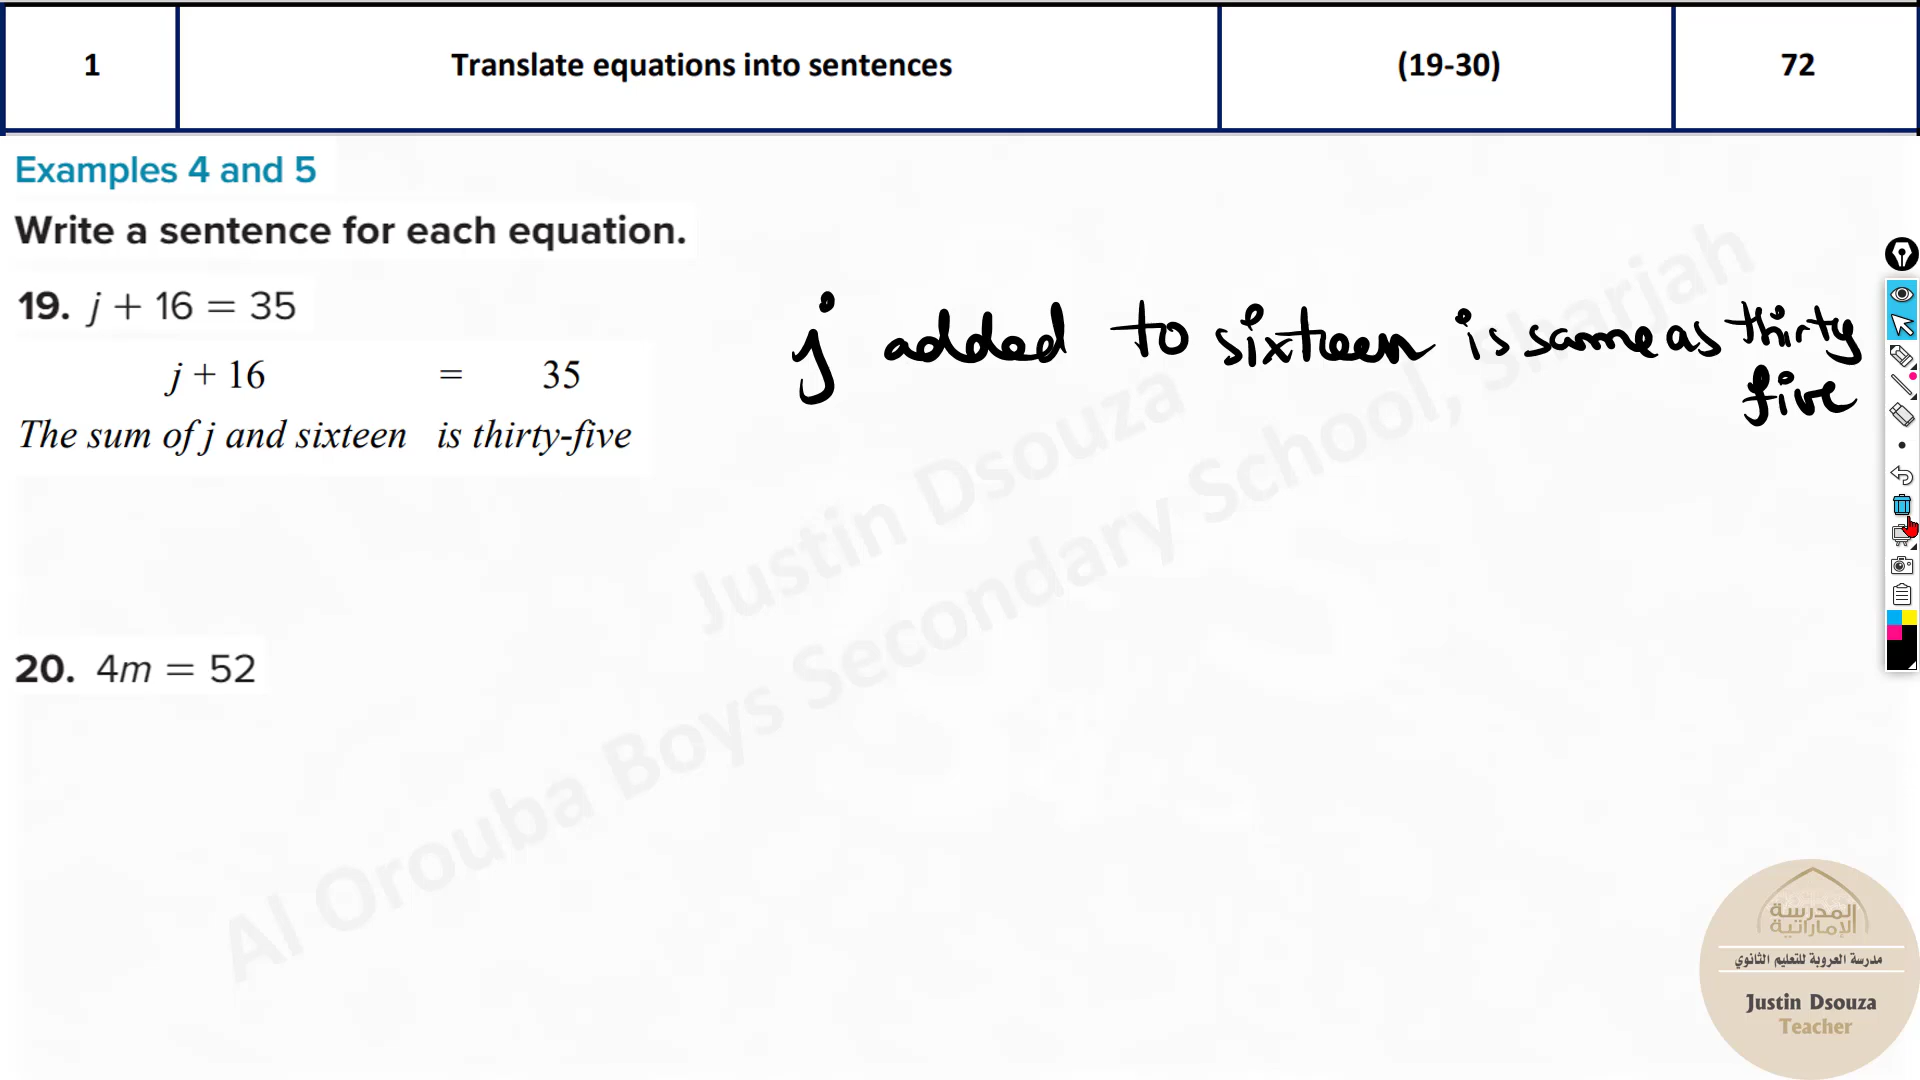 1 Translate equations into sentences (19-30) 72
Examples 4 and 5
Write a sentence for each equation.
19. j + 16 = 35
j + 16 = 35
The sum of j and sixteen is thirty-five
j added to sixteen is same as thirty
five
20. 4m = 52
Justin Dsouza
Al Orouba Boys Secondary School, Sharjah
المدرسة
الإماراتية
مدرسة العروبة للتعليم الثانوي
Justin Dsouza
Teacher